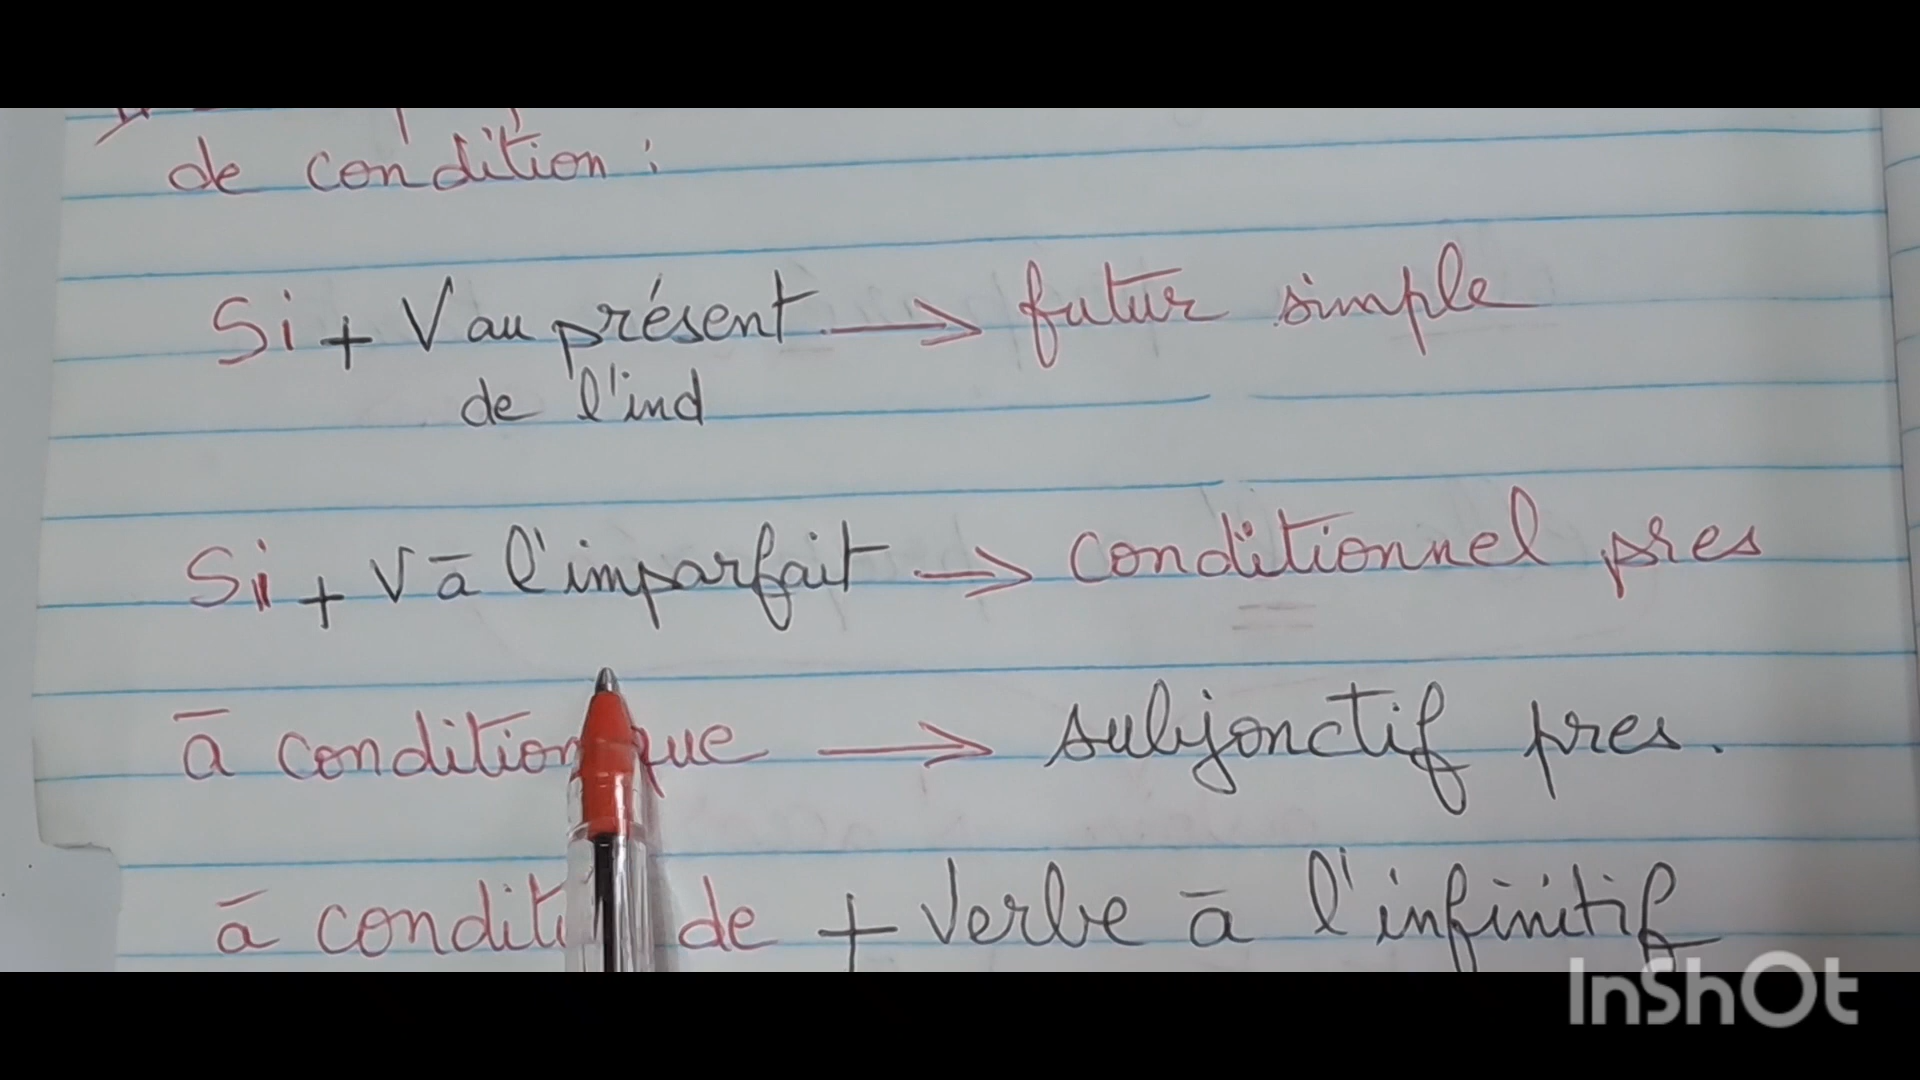 de condition :
Si + V au présent → futur simple
de l'ind
Si + V à l'imparfait → conditionnel pres
à condition que → subjonctif pres.
à condit de + Verbe à l'infinitif
InShOt